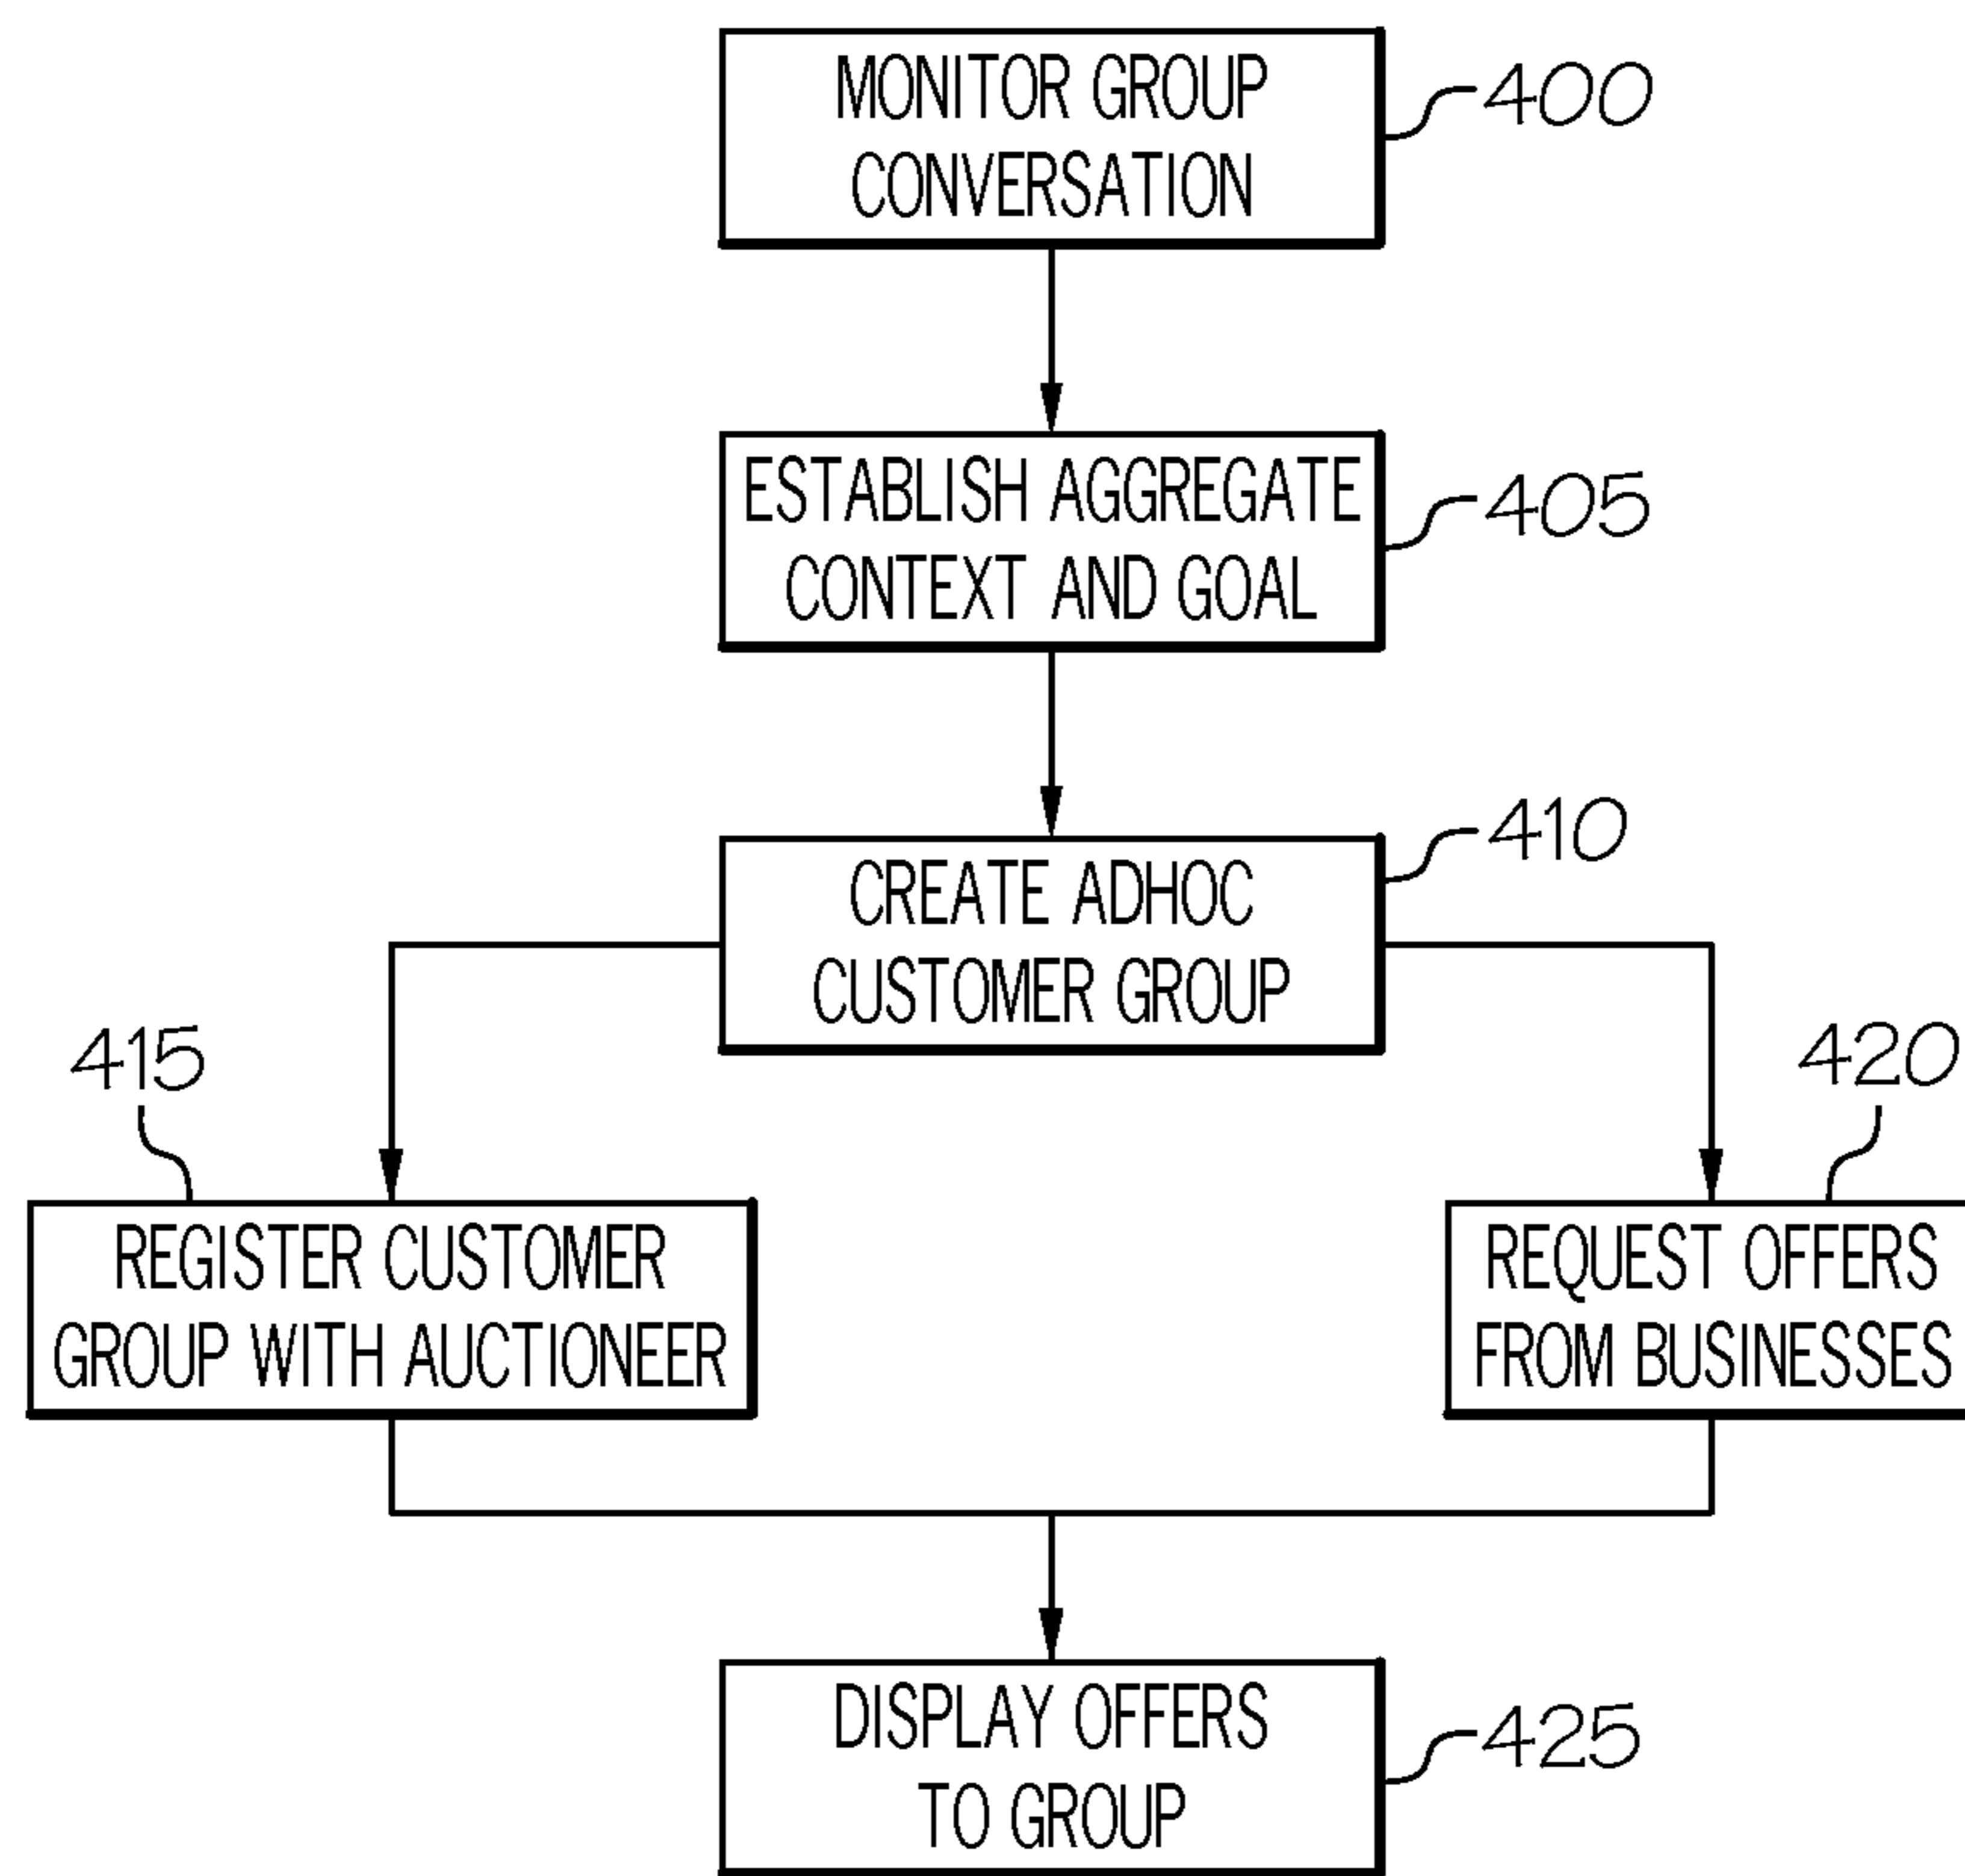 MONITOR GROUP
CONVERSATION
400
ESTABLISH AGGREGATE
CONTEXT AND GOAL
405
CREATE ADHOC
CUSTOMER GROUP
410
415
REGISTER CUSTOMER
GROUP WITH AUCTIONEER
420
REQUEST OFFERS
FROM BUSINESSES
DISPLAY OFFERS
TO GROUP
425